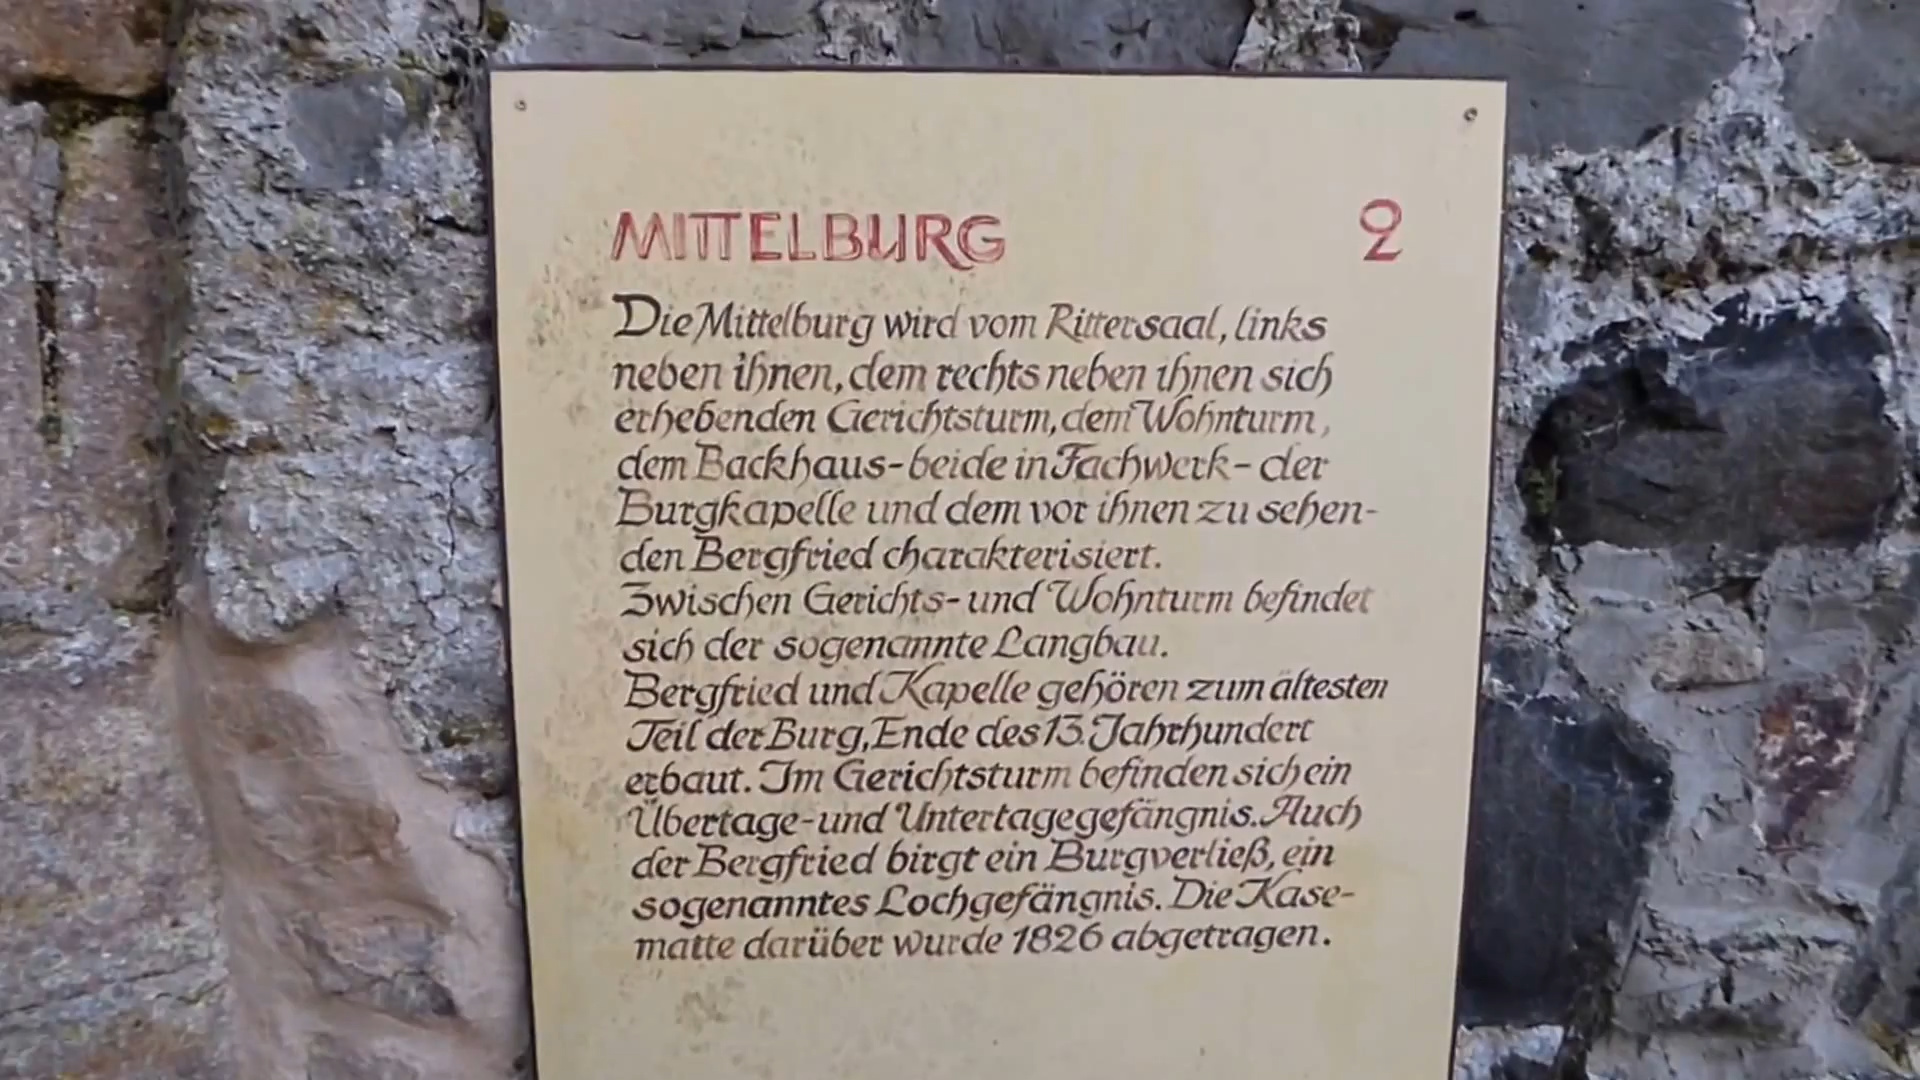 MITTELBURG 2
Die Mittelburg wird vom Rittersaal, links
neben ihnen, dem rechts neben ihnen sich
erhebenden Gerichtsturm, dem Wohnturm,
dem Backhaus - beide in Fachwerk - der
Burgkapelle und dem vor ihnen zu sehen-
den Bergfried charakterisiert.
Zwischen Gerichts- und Wohnturm befindet
sich der sogenannte Langbau.
Bergfried und Kapelle gehören zum ältesten
Teil der Burg, Ende des 13. Jahrhundert
erbaut. Im Gerichtsturm befinden sich ein
Übertage- und Untertagegefängnis. Auch
der Bergfried birgt ein Burgverließ, ein
sogenanntes Lochgefängnis. Die Kase-
matte darüber wurde 1826 abgetragen.